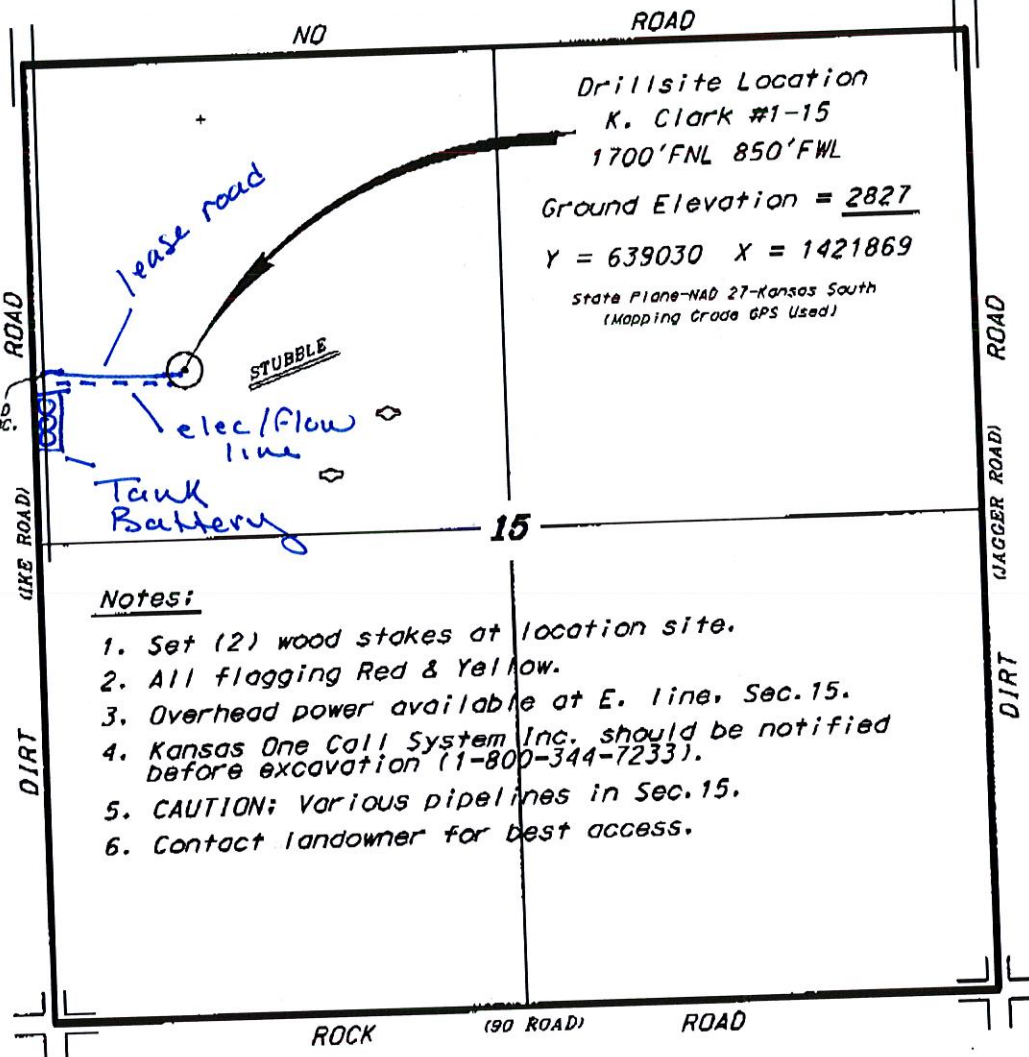 NO ROAD
Drillsite Location
K. Clark #1-15
1700'FNL 850'FWL
Ground Elevation = 2827
Y = 639030 X = 1421869
State Plane-NAD 27-Kansas South
(Mapping Grade GPS Used)
lease road
STUBBLE
elec/flow
line
Tank
Battery
ROAD
(IKE ROAD)
DIRT
ROAD
(JAGGER ROAD)
DIRT
15
Notes:
1. Set (2) wood stakes at location site.
2. All flagging Red & Yellow.
3. Overhead power available at E. line, Sec. 15.
4. Kansas One Call System Inc. should be notified
before excavation (1-800-344-7233).
5. CAUTION: Various pipelines in Sec. 15.
6. Contact landowner for best access.
ROCK (90 ROAD) ROAD